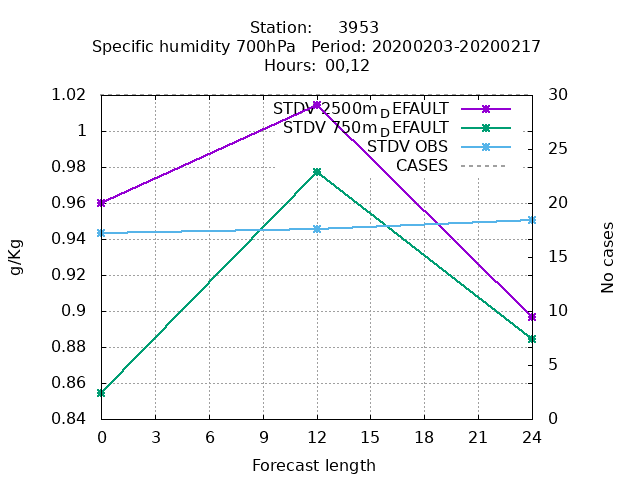 Station: 3953
Specific humidity 700hPa Period: 20200203-20200217
Hours: 00,12
STDV 2500m_DEFAULT
STDV 750m_DEFAULT
STDV OBS
CASES
1.02
1
0.98
0.96
0.94
0.92
0.9
0.88
0.86
0.84
g/Kg
30
25
20
15
10
5
0
No cases
0 3 6 9 12 15 18 21 24
Forecast length